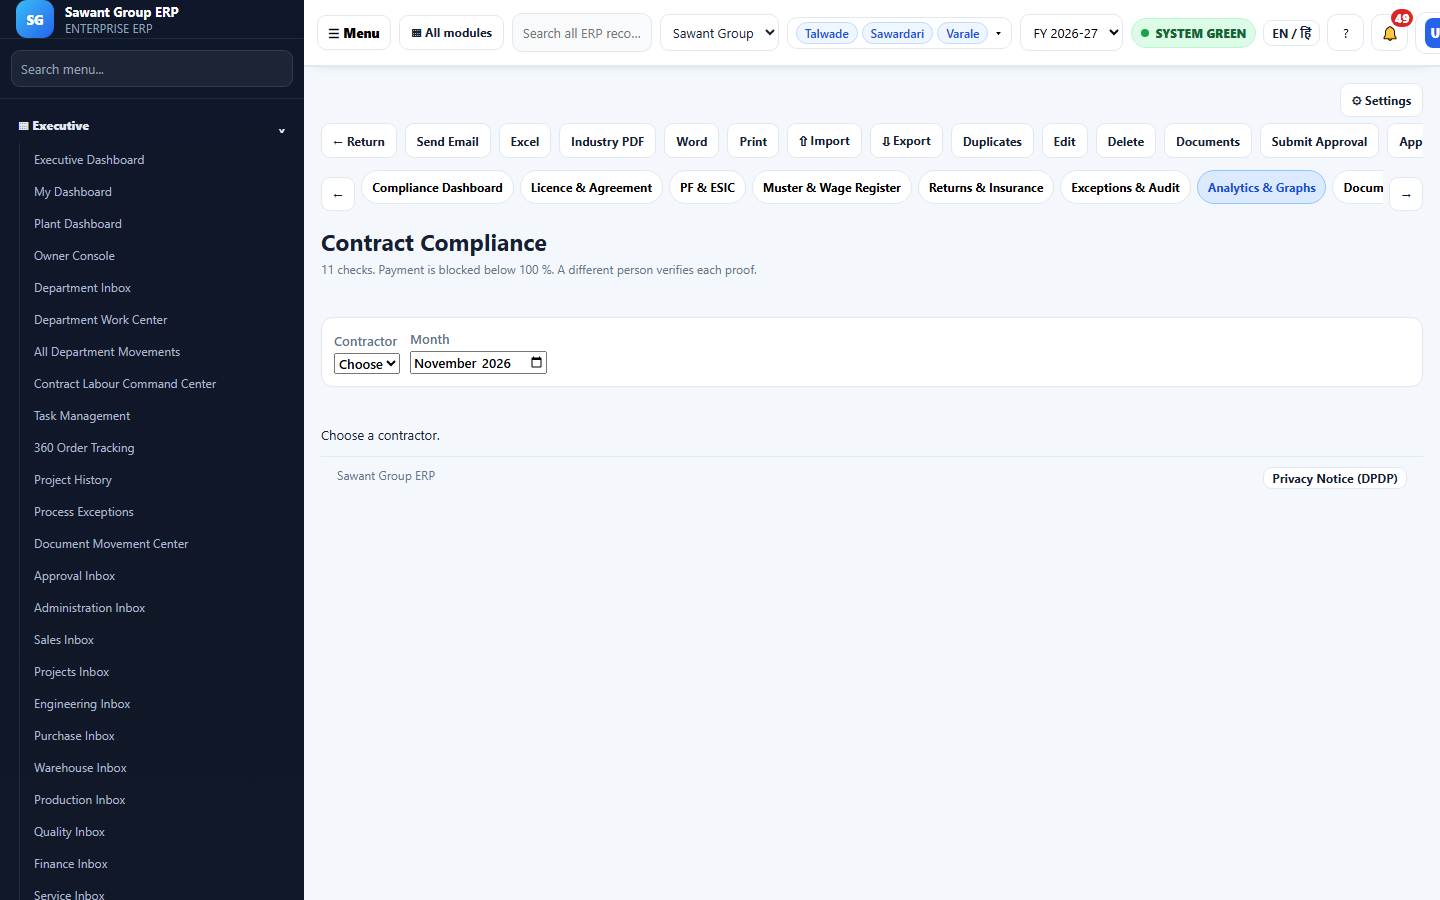 SG
Sawant Group ERP
ENTERPRISE ERP
Search menu...
Executive
Executive Dashboard
My Dashboard
Plant Dashboard
Owner Console
Department Inbox
Department Work Center
All Department Movements
Contract Labour Command Center
Task Management
360 Order Tracking
Project History
Process Exceptions
Document Movement Center
Approval Inbox
Administration Inbox
Sales Inbox
Projects Inbox
Engineering Inbox
Purchase Inbox
Warehouse Inbox
Production Inbox
Quality Inbox
Finance Inbox
Service Inbox
☰ Menu
All modules
Search all ERP reco...
Sawant Group
Talwade Sawardari Varale
FY 2026-27
SYSTEM GREEN
EN / हिं
?
49
U
⚙ Settings
← Return
Send Email
Excel
Industry PDF
Word
Print
⇧ Import
⇩ Export
Duplicates
Edit
Delete
Documents
Submit Approval
App
←
Compliance Dashboard
Licence & Agreement
PF & ESIC
Muster & Wage Register
Returns & Insurance
Exceptions & Audit
Analytics & Graphs
Docum
→
Contract Compliance
11 checks. Payment is blocked below 100 %. A different person verifies each proof.
Contractor
Month
Choose
November 2026
Choose a contractor.
Sawant Group ERP
Privacy Notice (DPDP)